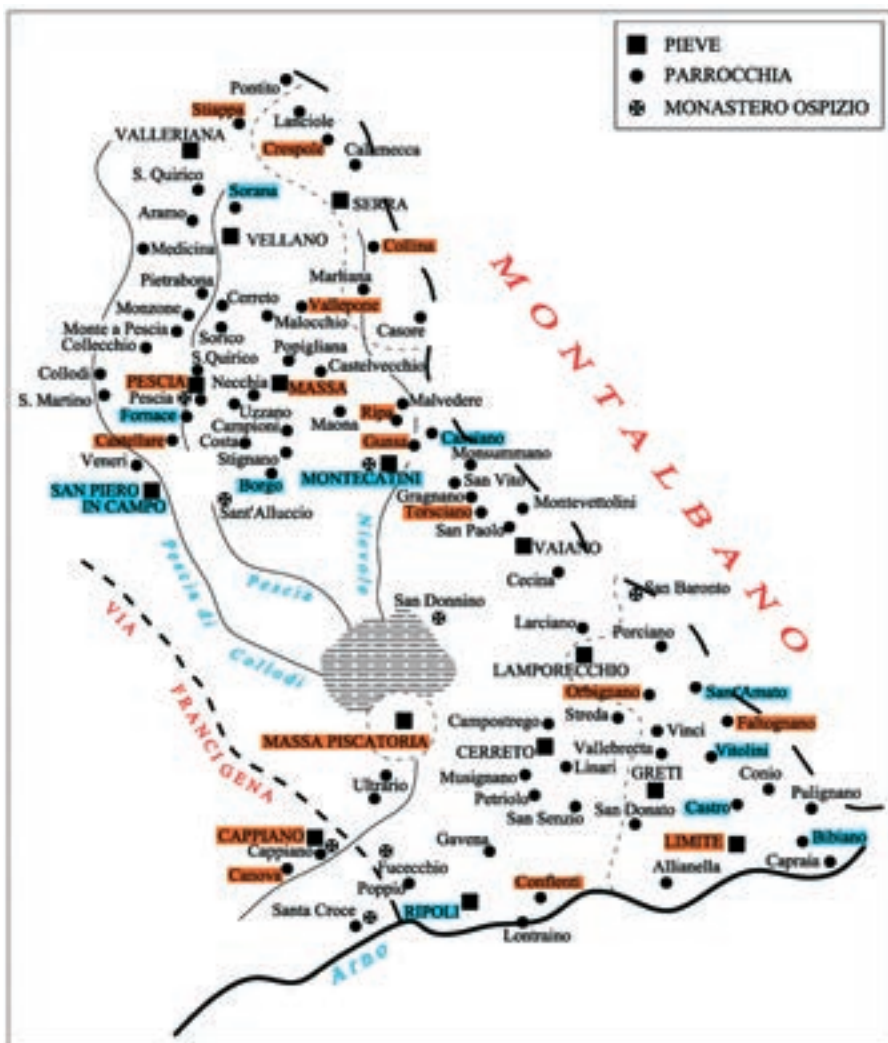 PIEVE
PARROCCHIA
MONASTERO OSPIZIO
Pontito
Stiappa
Lanciole
VALLERIANA
Crespole
Calamecca
S. Quirico
Sorana
SERRA
Aramo
VELLANO
Collina
Medicina
Pietrabona
Marliana
Cerreto
Vallepone
Monzone
Malocchio
Casore
Monte a Pescia
Sorico
Collecchio
Popigliana
S.Quirico
Castelvecchio
Collodi
PESCIA
Necchia
MASSA
S. Martino
Pescia
Malvedere
Uzzano
Ripa
Fornace
Campioni
Maona
Castellare
Costa
Gunsa
Cassiano
Monsummano
Veneri
Stignano
MONTECATINI
San Vito
SAN PIERO
IN CAMPO
Borgo
Gragnano
Montevettolini
Sant'Alluccio
Torsciano
San Paolo
VAIANO
Nievole
Pescia di
Collodi
Pescia
Cecina
San Baronto
San Donnino
Larciano
Porciano
LAMPORECCHIO
MONTALBANO
VIA
FRANCIGENA
Orbignano
Sant'Amato
MASSA PISCATORIA
Campostrego
Streda
Faltognano
Vinci
CERRETO
Vallebrecta
Vitolini
Ultrario
Musignano
Linari
GRETI
Conio
Petriolo
San Senzio
San Donato
Castro
Pulignano
CAPPIANO
Cappiano
Gavena
LIMITE
Bibiano
Canova
Fucecchio
Allianella
Capraia
Poppio
Confienti
Santa Croce
RIPOLI
Lontraino
Arno